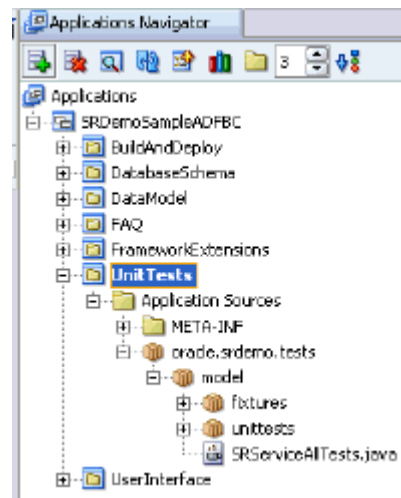 Applications Navigator
3
Applications
SRDemoSampleADFBC
BuildAndDeploy
DatabaseSchema
DataModel
FAQ
FrameworkExtensions
UnitTests
Application Sources
META-INF
oracle.srdemo.tests
model
fixtures
unittests
SRServiceAllTests.java
UserInterface